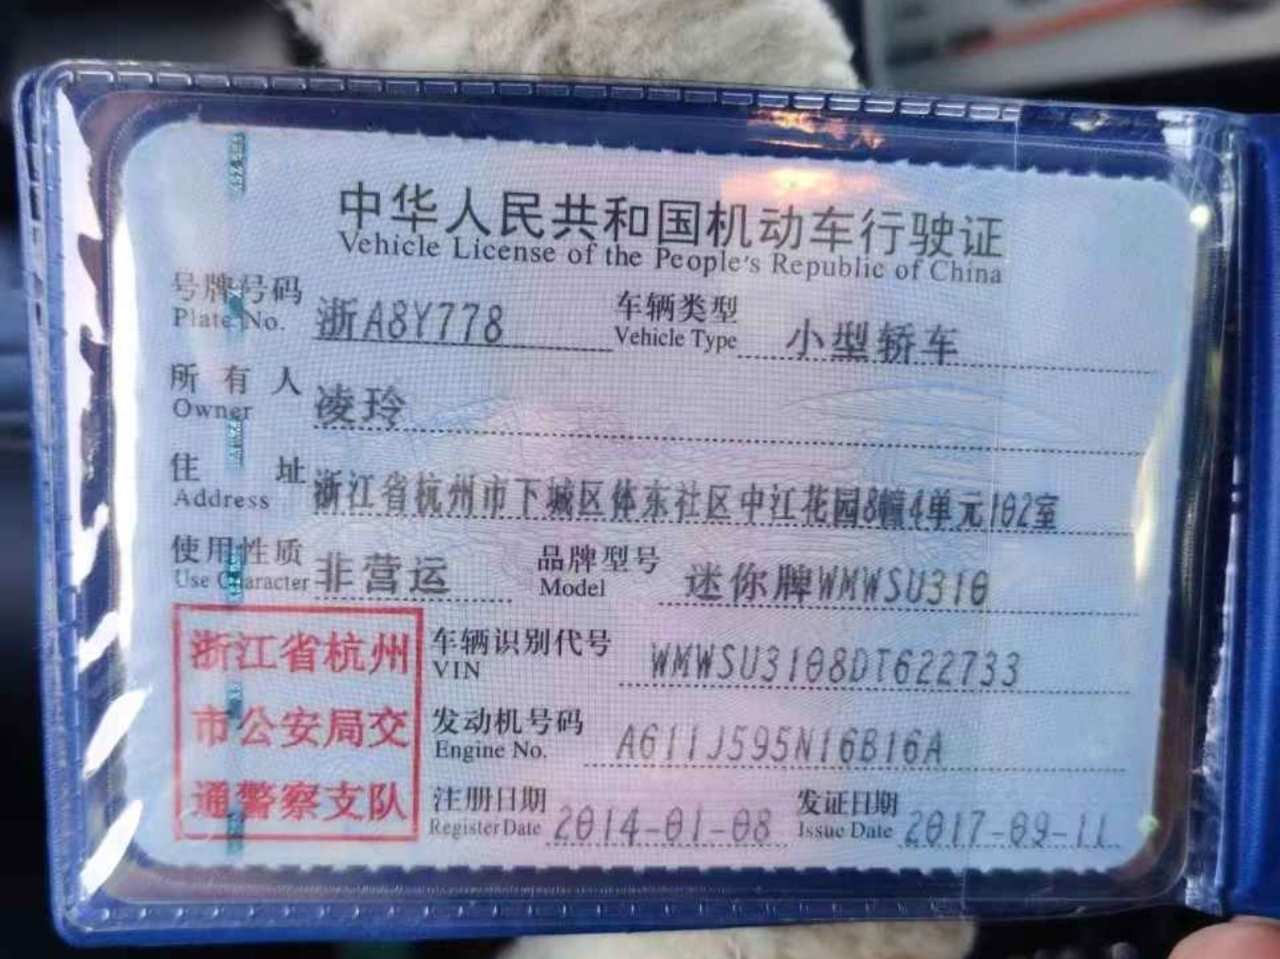 中华人民共和国机动车行驶证
Vehicle License of the People's Republic of China
号牌号码 浙A8Y778 车辆类型 小型轿车
Plate No. Vehicle Type
所有人 凌玲
Owner
住址 浙江省杭州市下城区体东社区中江花园8幢4单元102室
Address
使用性质 非营运 品牌型号 迷你牌WMWSU310
Use Character Model
浙江省杭州
市公安局交
通警察支队
车辆识别代号 WMWSU3108DT622733
VIN
发动机号码 A611J595N16B16A
Engine No.
注册日期 2014-01-08 发证日期 2017-09-11
Register Date Issue Date